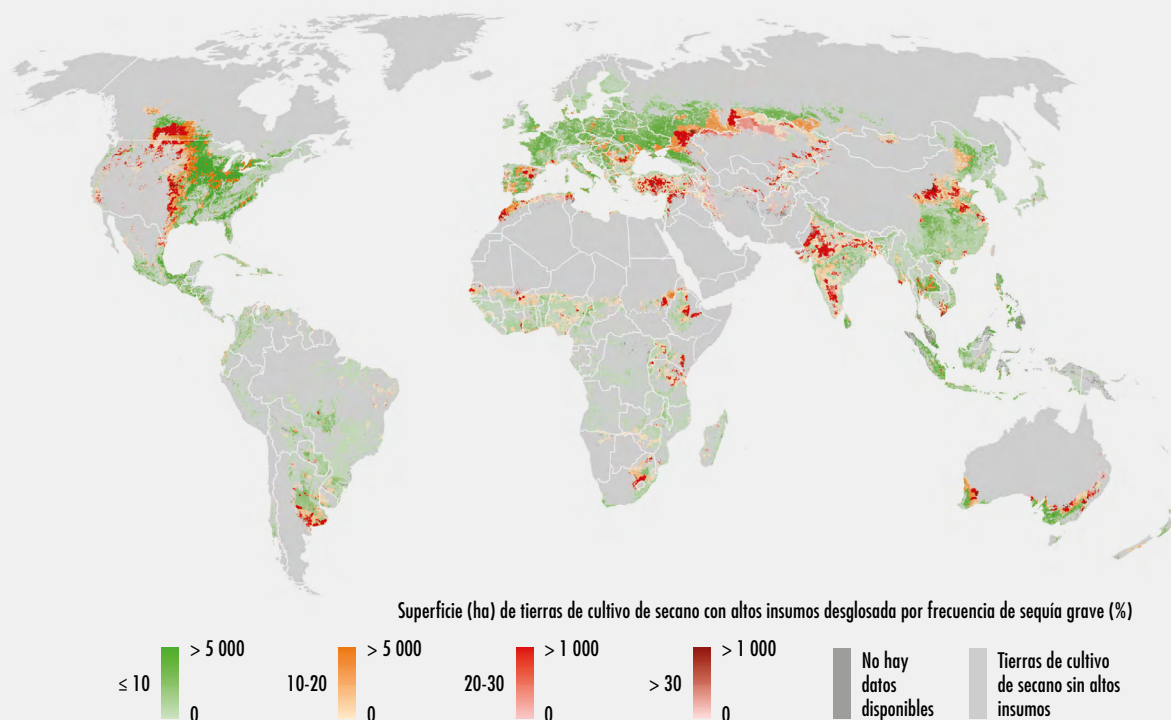 Superficie (ha) de tierras de cultivo de secano con altos insumos desglosada por frecuencia de sequía grave (%)
≤ 10
> 5 000
0
10-20
> 5 000
0
20-30
> 1 000
0
> 30
> 1 000
0
No hay
datos
disponibles
Tierras de cultivo
de secano sin altos
insumos